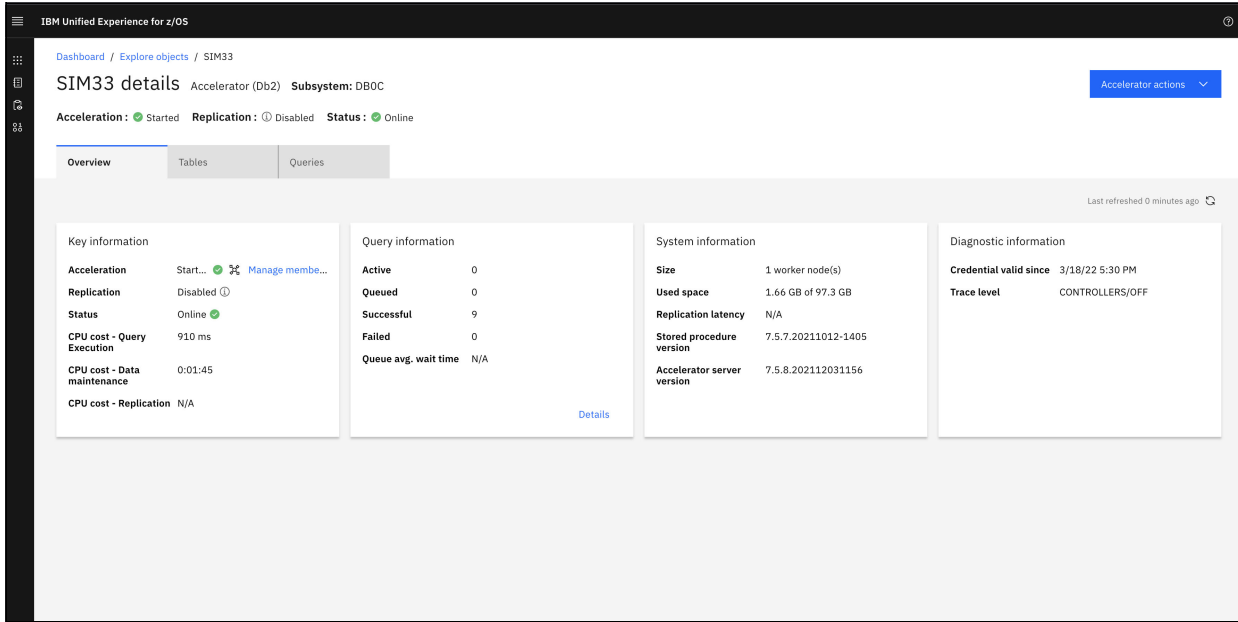 IBM Unified Experience for z/OS
Dashboard / Explore objects / SIM33
SIM33 details Accelerator (Db2) Subsystem: DB0C
Accelerator actions
Acceleration : Started Replication : Disabled Status : Online
Overview Tables Queries
Last refreshed 0 minutes ago
Key information
Acceleration Start... Manage membe...
Replication Disabled
Status Online
CPU cost - Query
Execution 910 ms
CPU cost - Data
maintenance 0:01:45
CPU cost - Replication N/A
Query information
Active 0
Queued 0
Successful 9
Failed 0
Queue avg. wait time N/A
Details
System information
Size 1 worker node(s)
Used space 1.66 GB of 97.3 GB
Replication latency N/A
Stored procedure
version 7.5.7.20211012-1405
Accelerator server
version 7.5.8.202112031156
Diagnostic information
Credential valid since 3/18/22 5:30 PM
Trace level CONTROLLERS/OFF